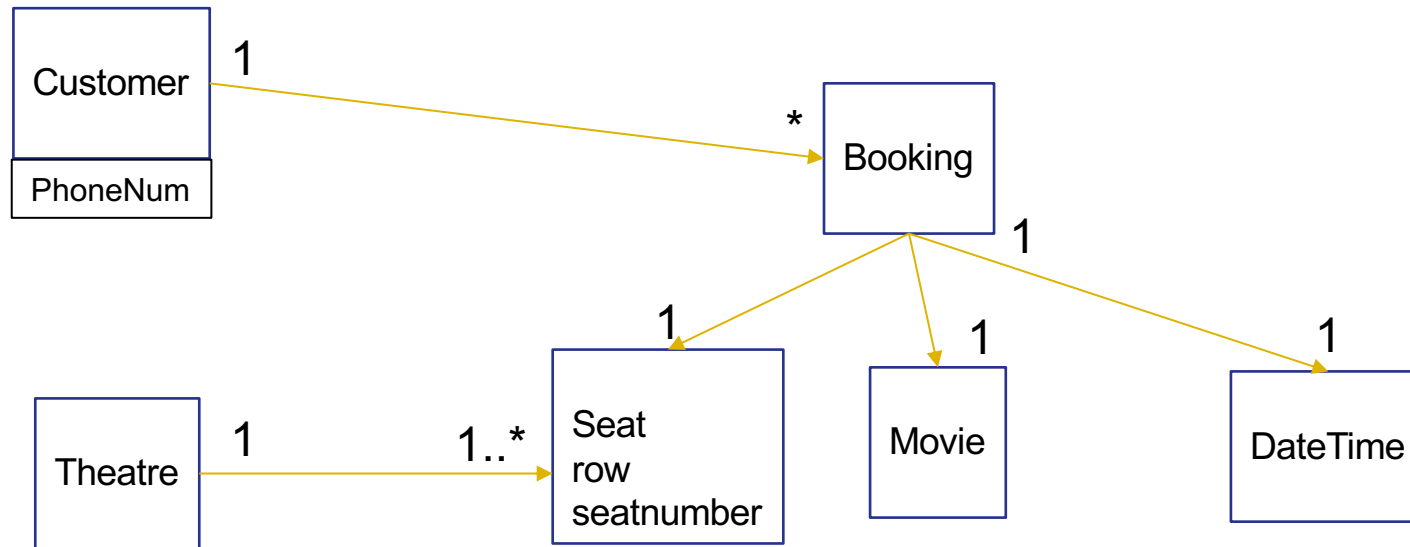 Customer
1
*
PhoneNum
Booking
1
1
1
1
Theatre
1
1..*
Seat
row
seatnumber
Movie
DateTime